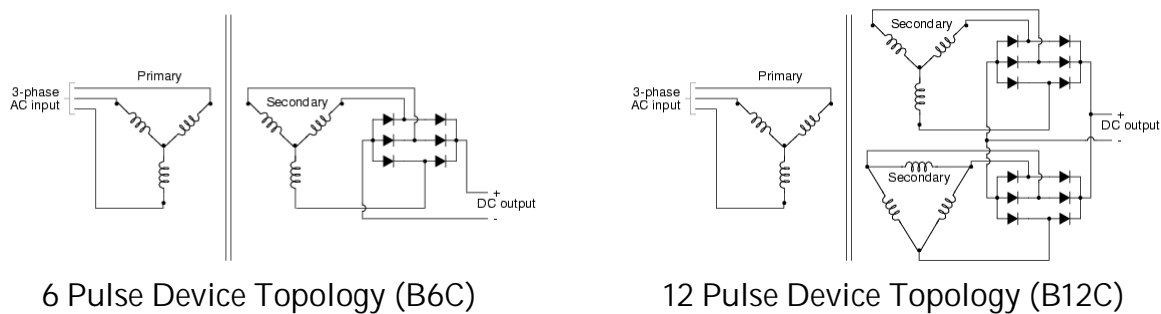 3-phase
AC input
Primary
Secondary
+
DC output
-
6 Pulse Device Topology (B6C)
3-phase
AC input
Primary
Secondary
+
DC output
-
Secondary
12 Pulse Device Topology (B12C)